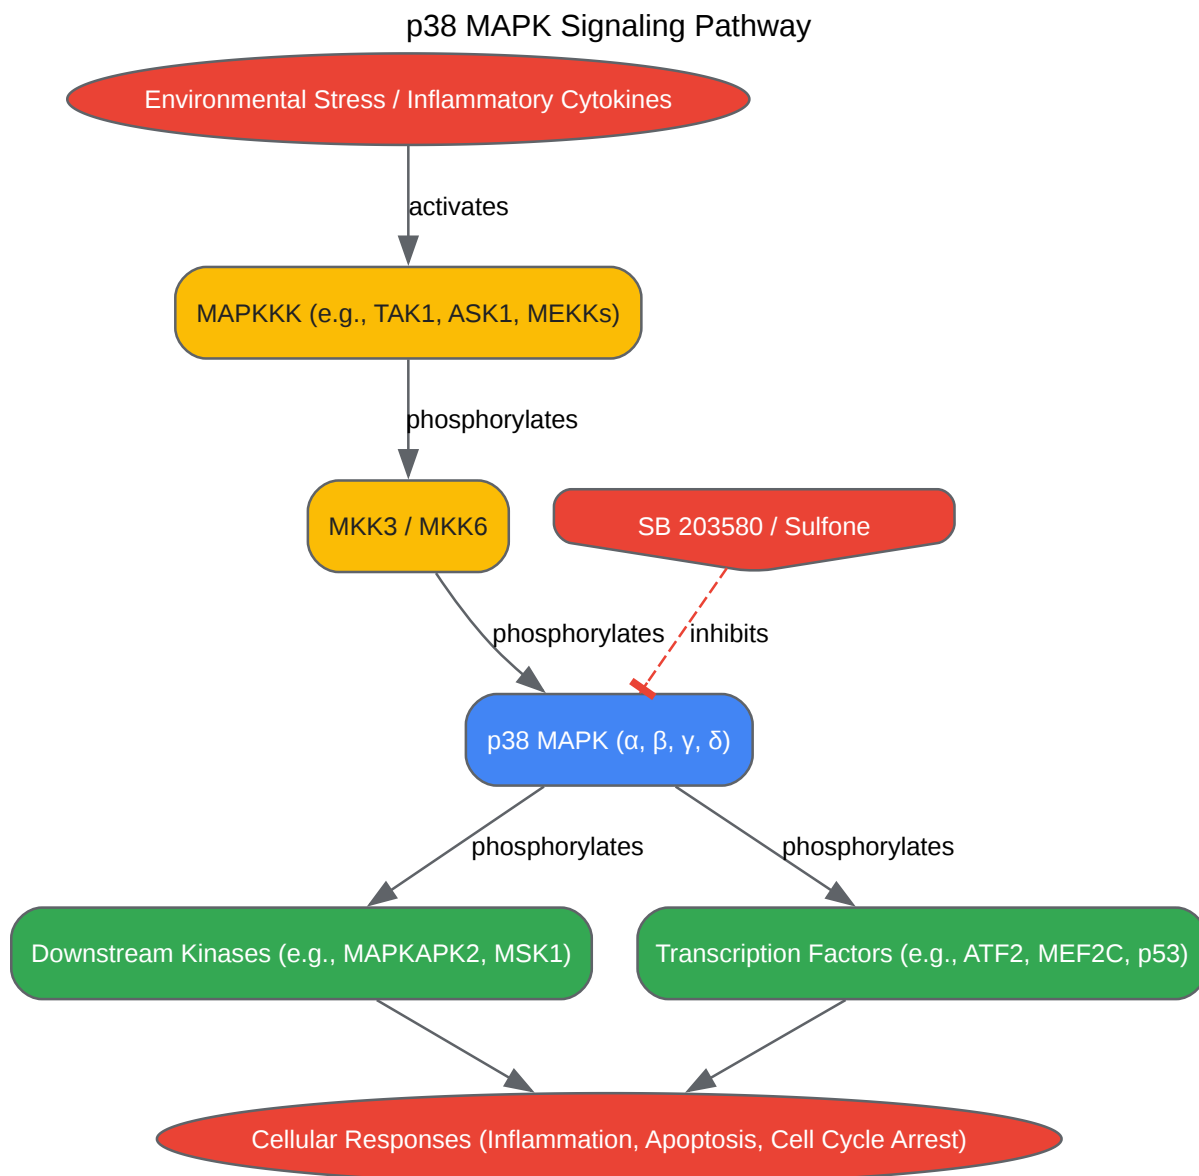 p38 MAPK Signaling Pathway
Environmental Stress / Inflammatory Cytokines
activates
MAPKKK (e.g., TAK1, ASK1, MEKKs)
phosphorylates
MKK3 / MKK6
SB 203580 / Sulfone
phosphorylates
inhibits
p38 MAPK (α, β, γ, δ)
phosphorylates
phosphorylates
Downstream Kinases (e.g., MAPKAPK2, MSK1)
Transcription Factors (e.g., ATF2, MEF2C, p53)
Cellular Responses (Inflammation, Apoptosis, Cell Cycle Arrest)